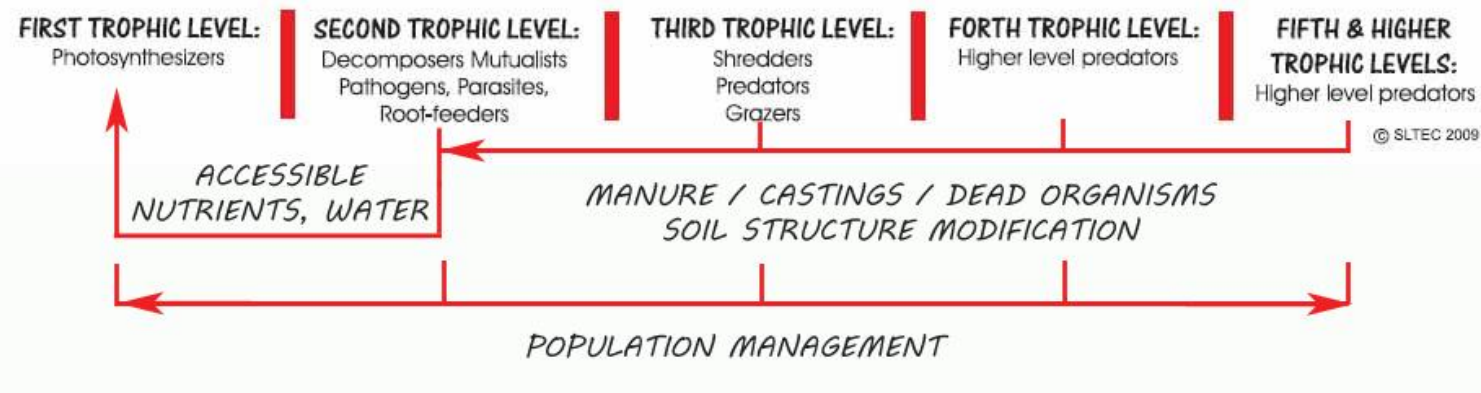 FIRST TROPHIC LEVEL:
Photosynthesizers
SECOND TROPHIC LEVEL:
Decomposers Mutualists
Pathogens, Parasites,
Root-feeders
THIRD TROPHIC LEVEL:
Shredders
Predators
Grazers
FORTH TROPHIC LEVEL:
Higher level predators
FIFTH & HIGHER
TROPHIC LEVELS:
Higher level predators
© SLTEC 2009
ACCESSIBLE
NUTRIENTS, WATER
MANURE / CASTINGS / DEAD ORGANISMS
SOIL STRUCTURE MODIFICATION
POPULATION MANAGEMENT